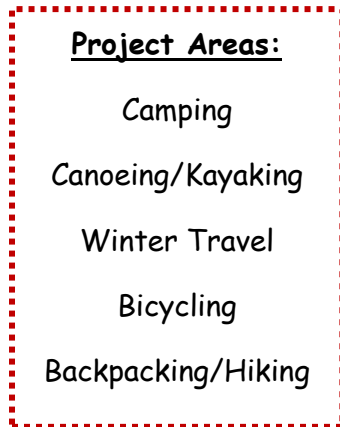 Project Areas:
Camping
Canoeing/Kayaking
Winter Travel
Bicycling
Backpacking/Hiking